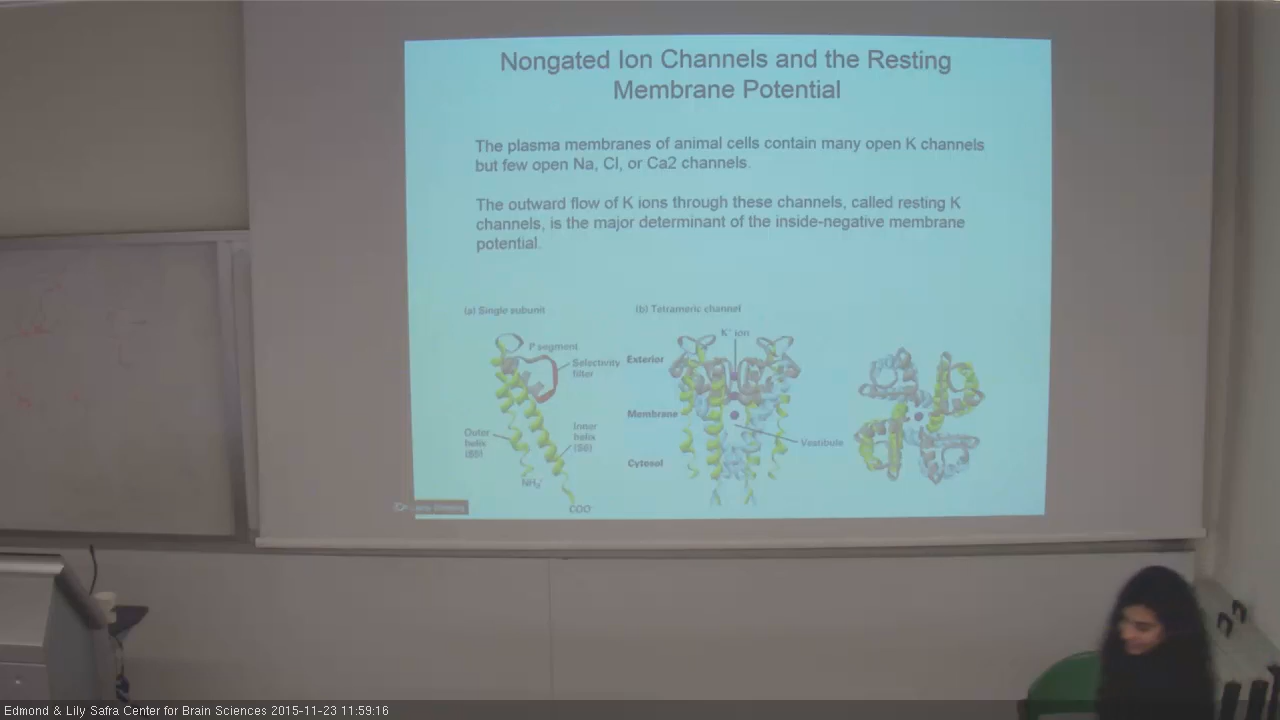 Nongated Ion Channels and the Resting
Membrane Potential
The plasma membranes of animal cells contain many open K channels
but few open Na, Cl, or Ca2 channels.
The outward flow of K ions through these channels, called resting K
channels, is the major determinant of the inside-negative membrane
potential.
(a) Single subunit
P segment
Selectivity
filter
Outer
helix
(S5)
Inner
helix
(S6)
NH3+
COO-
(b) Tetrameric channel
K+ ion
Exterior
Membrane
Vestibule
Cytosol
Edmond & Lily Safra Center for Brain Sciences 2015-11-23 11:59:16